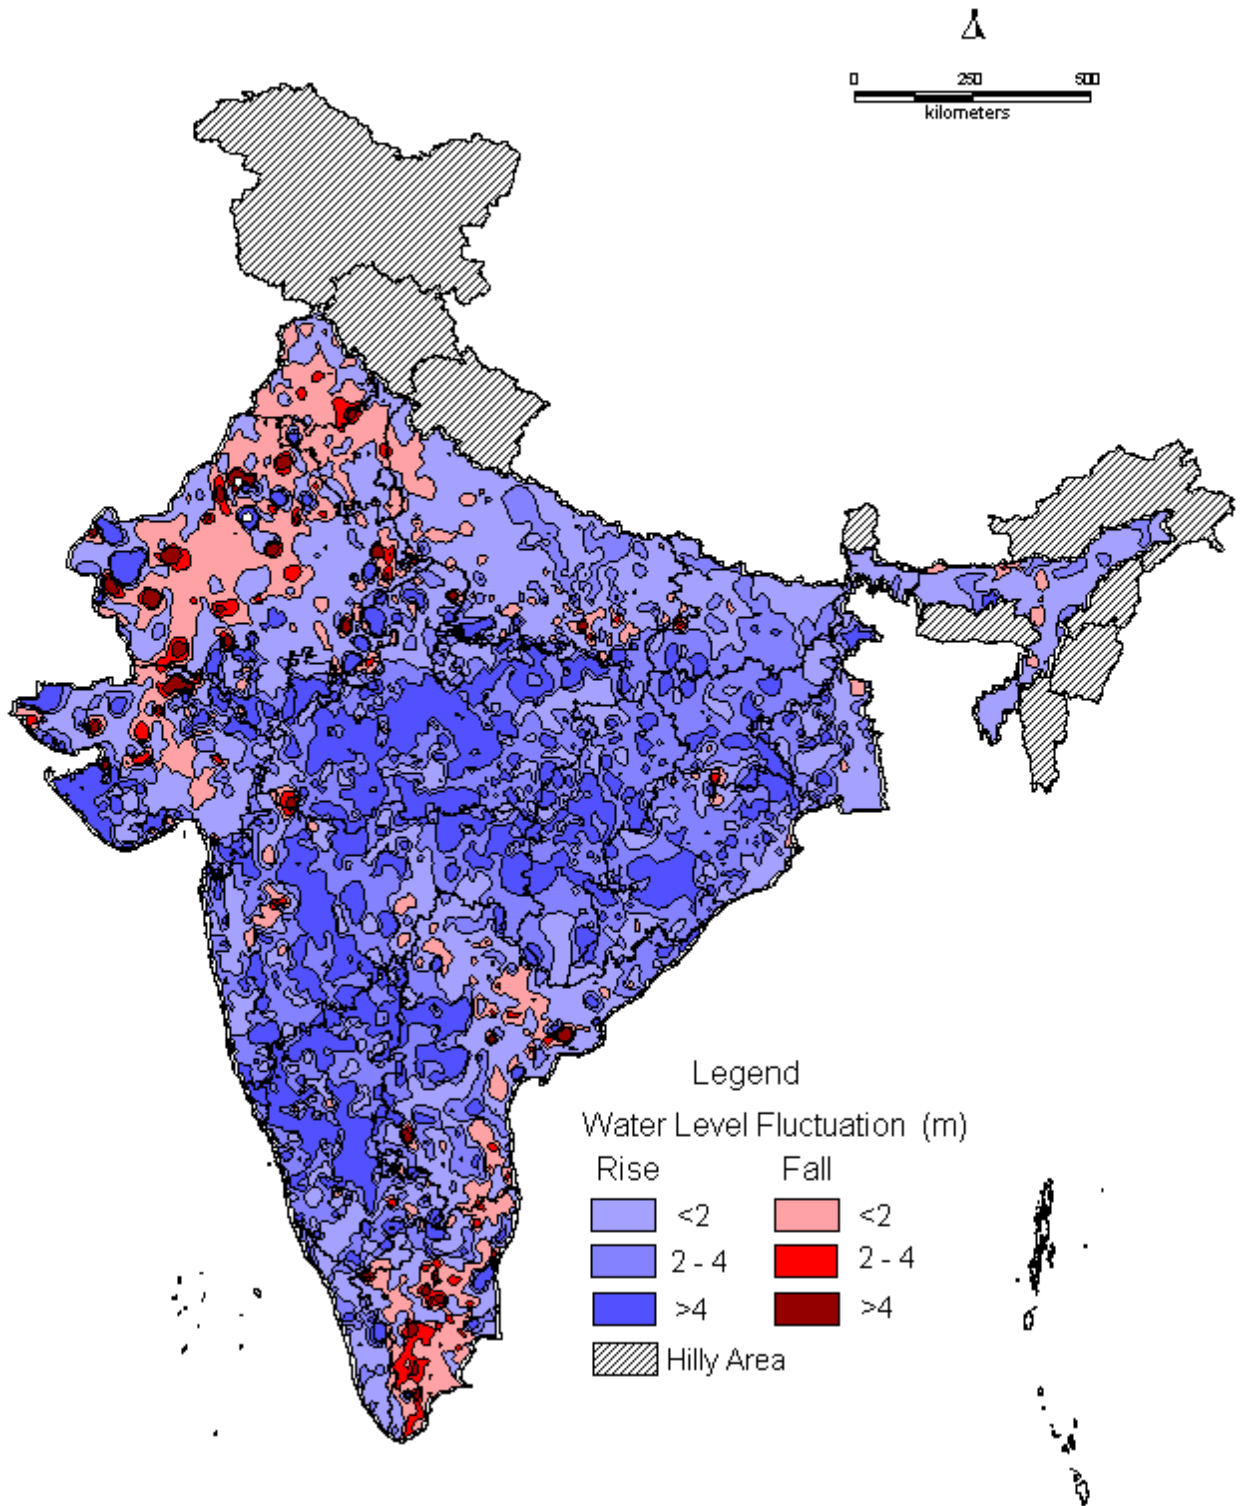 0 250 500
kilometers
Legend
Water Level Fluctuation (m)
Rise Fall
<2 <2
2 - 4 2 - 4
>4 >4
Hilly Area